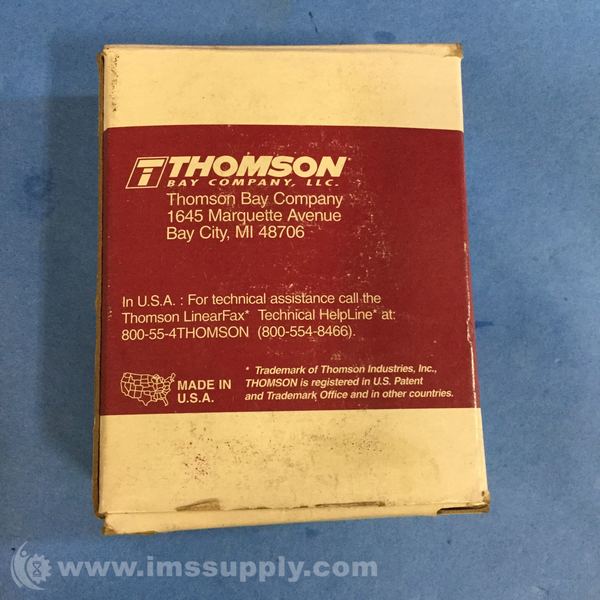 THOMSON
BAY COMPANY, LLC.
Thomson Bay Company
1645 Marquette Avenue
Bay City, MI 48706
In U.S.A. : For technical assistance call the
Thomson LinearFax* Technical HelpLine* at:
800-55-4THOMSON (800-554-8466).
* Trademark of Thomson Industries, Inc.,
THOMSON is registered in U.S. Patent
and Trademark Office and in other countries.
MADE IN
U.S.A.
www.imssupply.com